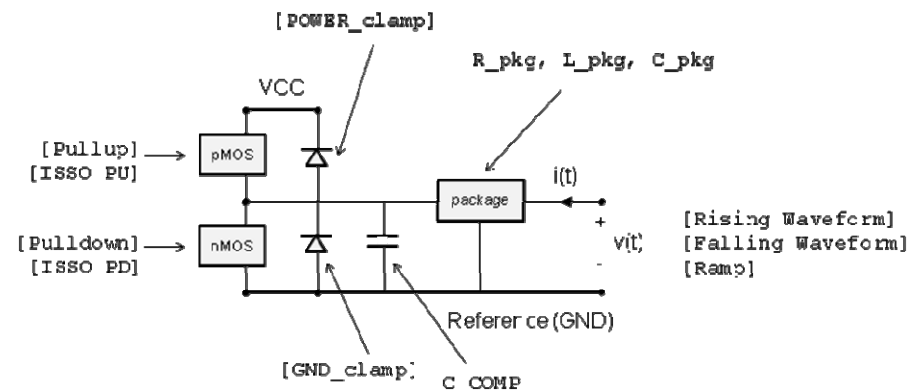 [POWER_clamp]
R_pkg, L_pkg, C_pkg
VCC
[Pullup]
[ISSO PU]
pMOS
i(t)
package
+
[Pulldown]
[ISSO PD]
nMOS
v(t)
-
[Rising Waveform]
[Falling Waveform]
[Ramp]
Reference (GND)
[GND_clamp]
C_COMP